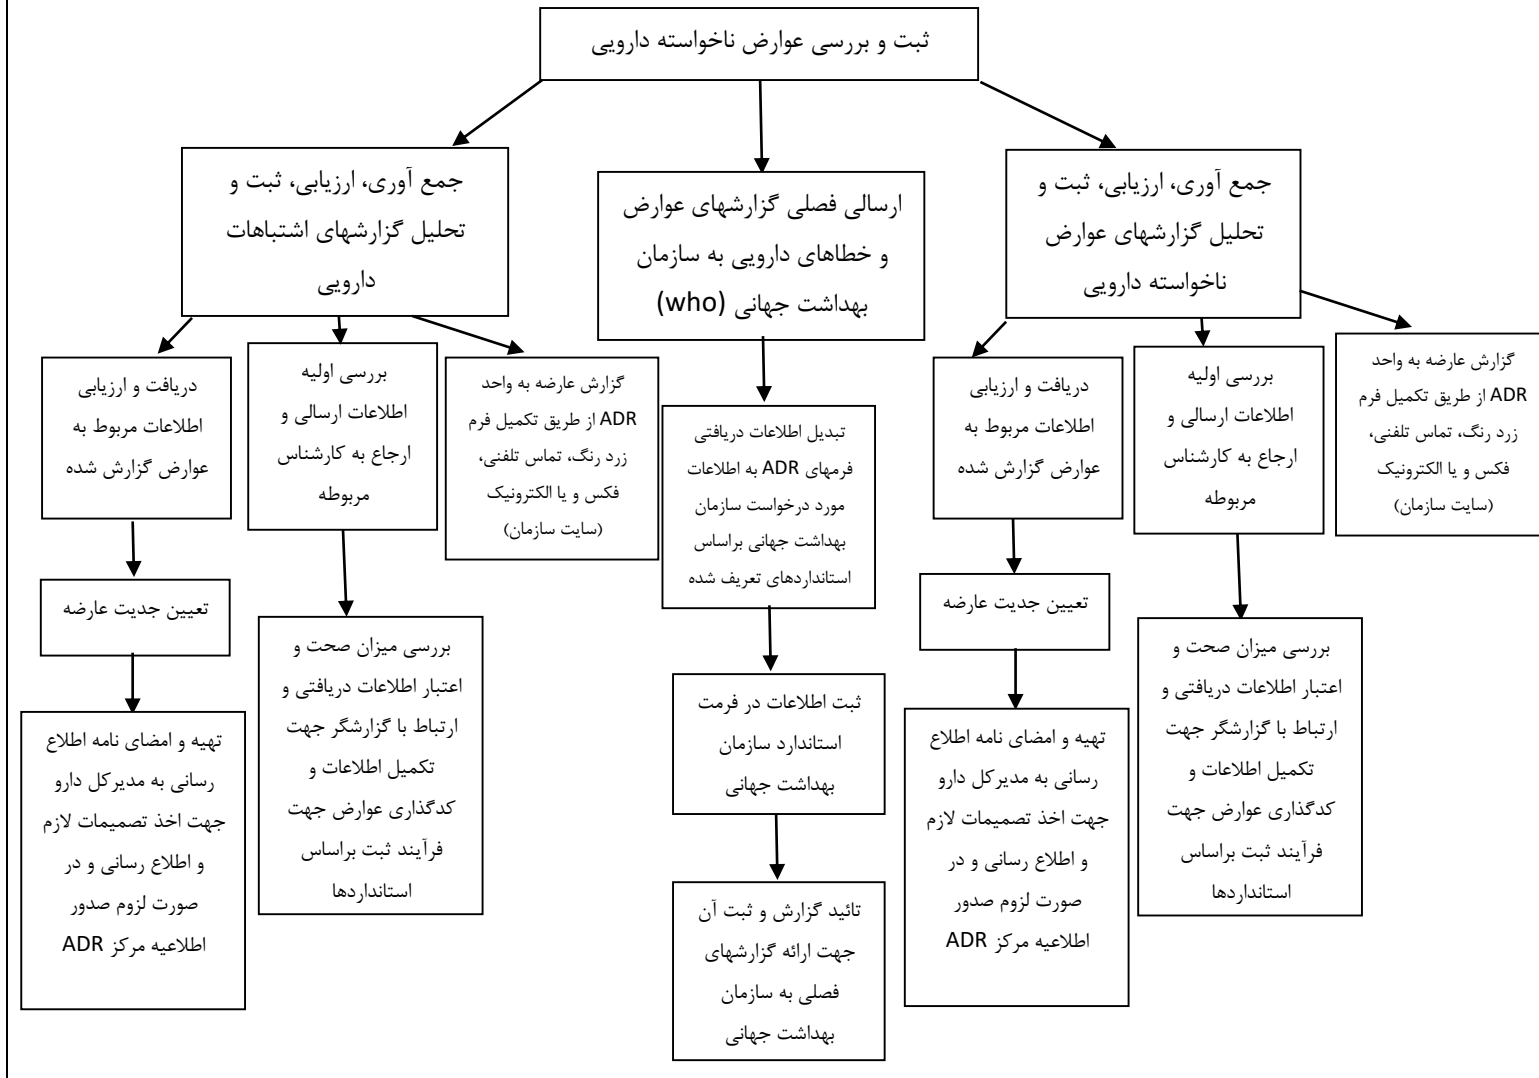 ثبت و بررسی عوارض ناخواسته دارویی
جمع آوری، ارزیابی، ثبت و
تحلیل گزارشهای عوارض
ناخواسته دارویی
ارسالی فصلی گزارشهای عوارض
و خطاهای دارویی به سازمان
بهداشت جهانی (who)
جمع آوری، ارزیابی، ثبت و
تحلیل گزارشهای اشتباهات
دارویی
گزارش عارضه به واحد
ADR از طریق تکمیل فرم
زرد رنگ، تماس تلفنی،
فکس و یا الکترونیک
(سایت سازمان)
بررسی اولیه
اطلاعات ارسالی و
ارجاع به کارشناس
مربوطه
دریافت و ارزیابی
اطلاعات مربوط به
عوارض گزارش شده
تبدیل اطلاعات دریافتی
فرمهای ADR به اطلاعات
مورد درخواست سازمان
بهداشت جهانی براساس
استانداردهای تعریف شده
گزارش عارضه به واحد
ADR از طریق تکمیل فرم
زرد رنگ، تماس تلفنی،
فکس و یا الکترونیک
(سایت سازمان)
بررسی اولیه
اطلاعات ارسالی و
ارجاع به کارشناس
مربوطه
دریافت و ارزیابی
اطلاعات مربوط به
عوارض گزارش شده
بررسی میزان صحت و
اعتبار اطلاعات دریافتی و
ارتباط با گزارشگر جهت
تکمیل اطلاعات و
کدگذاری عوارض جهت
فرآیند ثبت براساس
استانداردها
تعیین جدیت عارضه
ثبت اطلاعات در فرمت
استاندارد سازمان
بهداشت جهانی
بررسی میزان صحت و
اعتبار اطلاعات دریافتی و
ارتباط با گزارشگر جهت
تکمیل اطلاعات و
کدگذاری عوارض جهت
فرآیند ثبت براساس
استانداردها
تعیین جدیت عارضه
تهیه و امضای نامه اطلاع
رسانی به مدیرکل دارو
جهت اخذ تصمیمات لازم
و اطلاع رسانی و در
صورت لزوم صدور
اطلاعیه مرکز ADR
تائید گزارش و ثبت آن
جهت ارائه گزارشهای
فصلی به سازمان
بهداشت جهانی
تهیه و امضای نامه اطلاع
رسانی به مدیرکل دارو
جهت اخذ تصمیمات لازم
و اطلاع رسانی و در
صورت لزوم صدور
اطلاعیه مرکز ADR